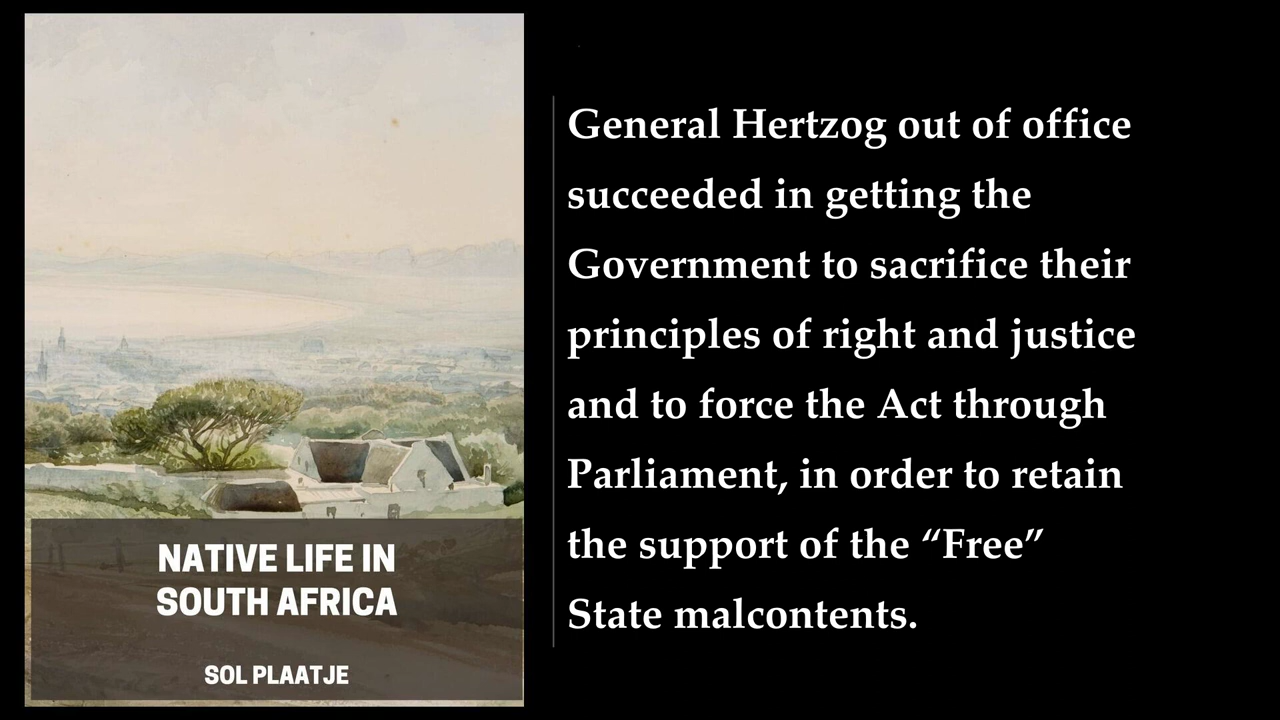 NATIVE LIFE IN
SOUTH AFRICA
SOL PLAATJE
General Hertzog out of office
succeeded in getting the
Government to sacrifice their
principles of right and justice
and to force the Act through
Parliament, in order to retain
the support of the “Free”
State malcontents.